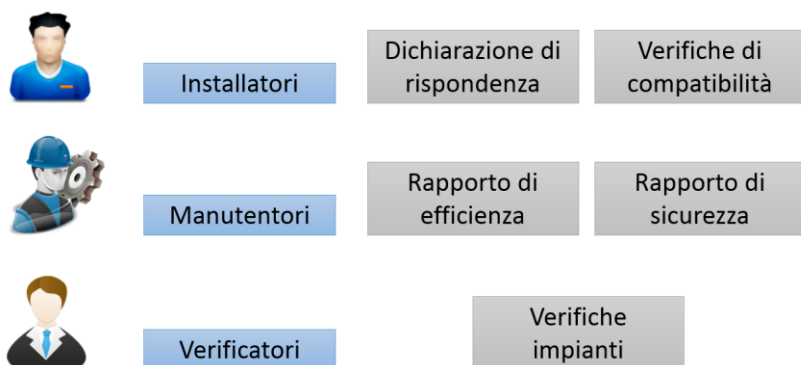 Installatori
Dichiarazione di
rispondenza
Verifiche di
compatibilità
Manutentori
Rapporto di
efficienza
Rapporto di
sicurezza
Verificatori
Verifiche
impianti